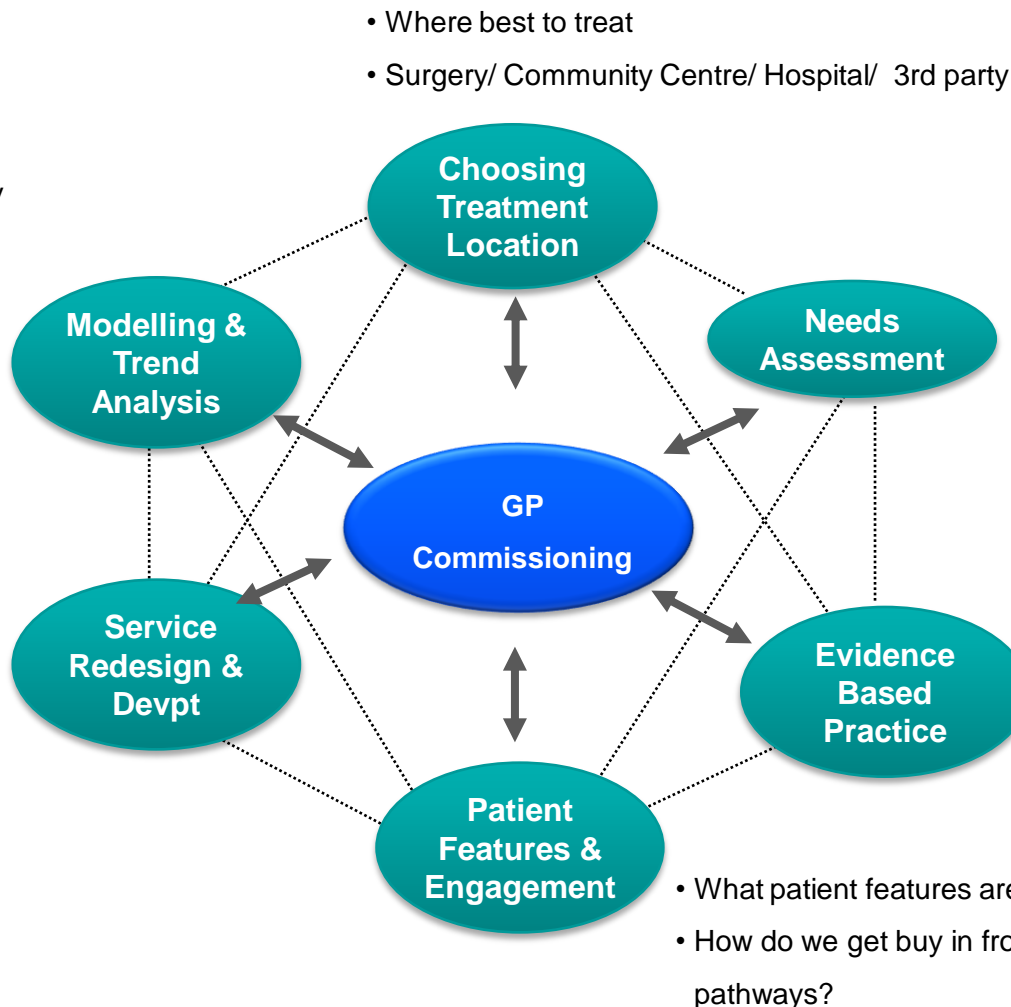 • Where best to treat
• Surgery/ Community Centre/ Hospital/ 3rd party
Choosing
Treatment
Location
Modelling &
Trend
Analysis
Needs
Assessment
GP
Commissioning
Service
Redesign &
Devpt
Evidence
Based
Practice
Patient
Features &
Engagement
• What patient features are
• How do we get buy in
pathways?